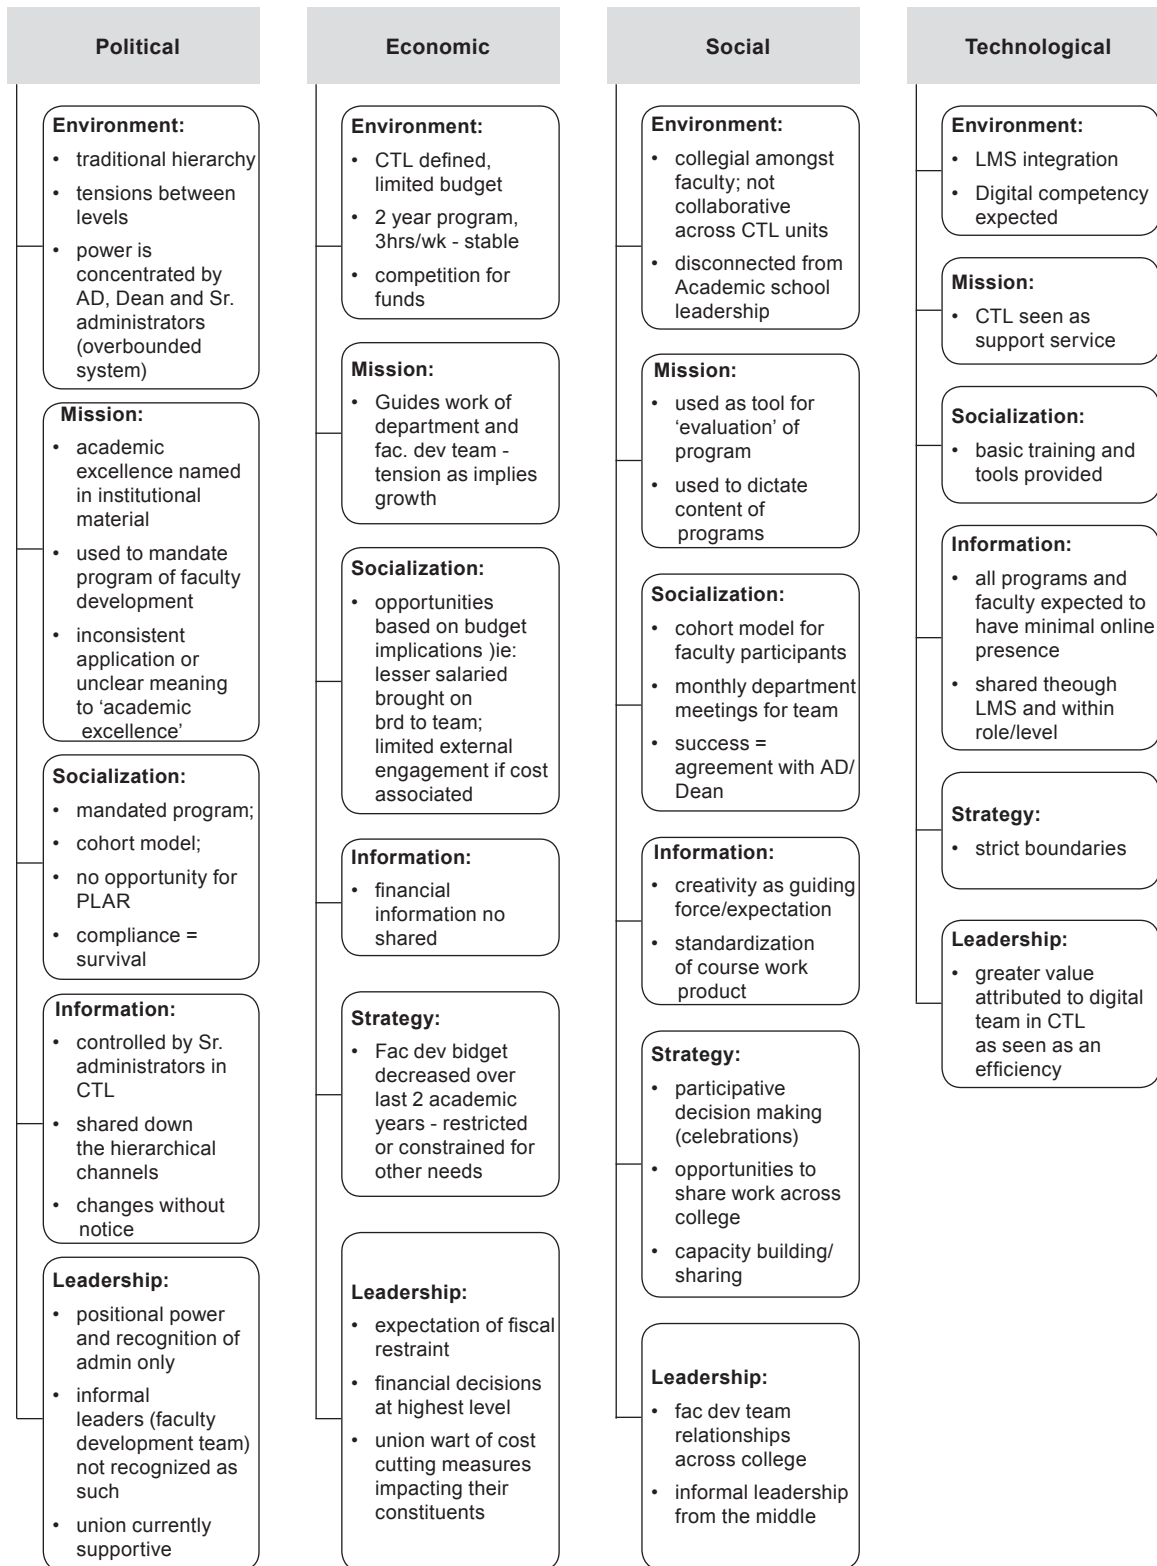 Political
Environment:
• traditional hierarchy
• tensions between
levels
• power is
concentrated by
AD, Dean and Sr.
administrators
(overbounded
system)
Mission:
• academic
excellence named
in institutional
material
• used to mandate
program of faculty
development
• inconsistent
application or
unclear meaning
to ‘academic
excellence’
Socialization:
• mandated program;
• cohort model;
• no opportunity for
PLAR
• compliance =
survival
Information:
• controlled by Sr.
administrators in
CTL
• shared down
the hierarchical
channels
• changes without
notice
Leadership:
• positional power
and recognition of
admin only
• informal
leaders (faculty
development team)
not recognized as
such
• union currently
supportive
Economic
Environment:
• CTL defined,
limited budget
• 2 year program,
3hrs/wk - stable
• competition for
funds
Mission:
• Guides work of
department and
fac. dev team -
tension as implies
growth
Socialization:
• opportunities
based on budget
implications )ie:
lesser salaried
brought on
brd to team;
limited external
engagement if cost
associated
Information:
• financial
information no
shared
Strategy:
• Fac dev bidget
decreased over
last 2 academic
years - restricted
or constrained for
other needs
Leadership:
• expectation of fiscal
restraint
• financial decisions
at highest level
• union wart of cost
cutting measures
impacting their
constituents
Social
Environment:
• collegial amongst
faculty; not
collaborative
across CTL units
• disconnected from
Academic school
leadership
Mission:
• used as tool for
‘evaluation’ of
program
• used to dictate
content of
programs
Socialization:
• cohort model for
faculty participants
• monthly department
meetings for team
• success =
agreement with AD/
Dean
Information:
• creativity as guiding
force/expectation
• standardization
of course work
product
Strategy:
• participative
decision making
(celebrations)
• opportunities to
share work across
college
• capacity building/
sharing
Leadership:
• fac dev team
relationships
across college
• informal leadership
from the middle
Technological
Environment:
• LMS integration
• Digital competency
expected
Mission:
• CTL seen as
support service
Socialization:
• basic training and
tools provided
Information:
• all programs and
faculty expected to
have minimal online
presence
• shared theough
LMS and within
role/level
Strategy:
• strict boundaries
Leadership:
• greater value
attributed to digital
team in CTL
as seen as an
efficiency